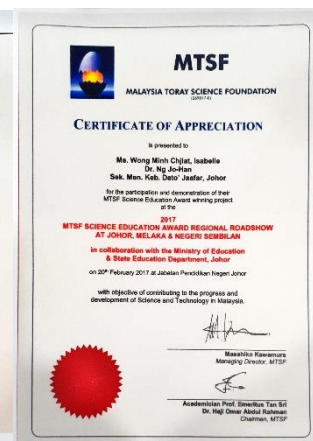 MTSF
MALAYSIA TORAY SCIENCE FOUNDATION
CERTIFICATE OF APPRECIATION
is presented to
Ms. Wong Minh Chjiat, Isabelle
Dr. Ng Jo-Han
Sek. Men. Keb. Dato' Jaafar, Johor
for the participation and demonstration of their
MTSF Science Education Award winning project
at the
2017
MTSF SCIENCE EDUCATION AWARD REGIONAL ROADSHOW
AT JOHOR, MELAKA & NEGERI SEMBILAN
in collaboration with the Ministry of Education
& State Education Department, Johor
on 20th February 2017 at Jabatan Pendidikan Negeri Johor
with objective of contributing to the progress and
development of Science and Technology in Malaysia.
Masahiko Kawamura
Managing Director, MTSF
Academician Prof. Emeritus Tan Sri
Dr. Haji Omar Abdul Rahman
Chairman, MTSF